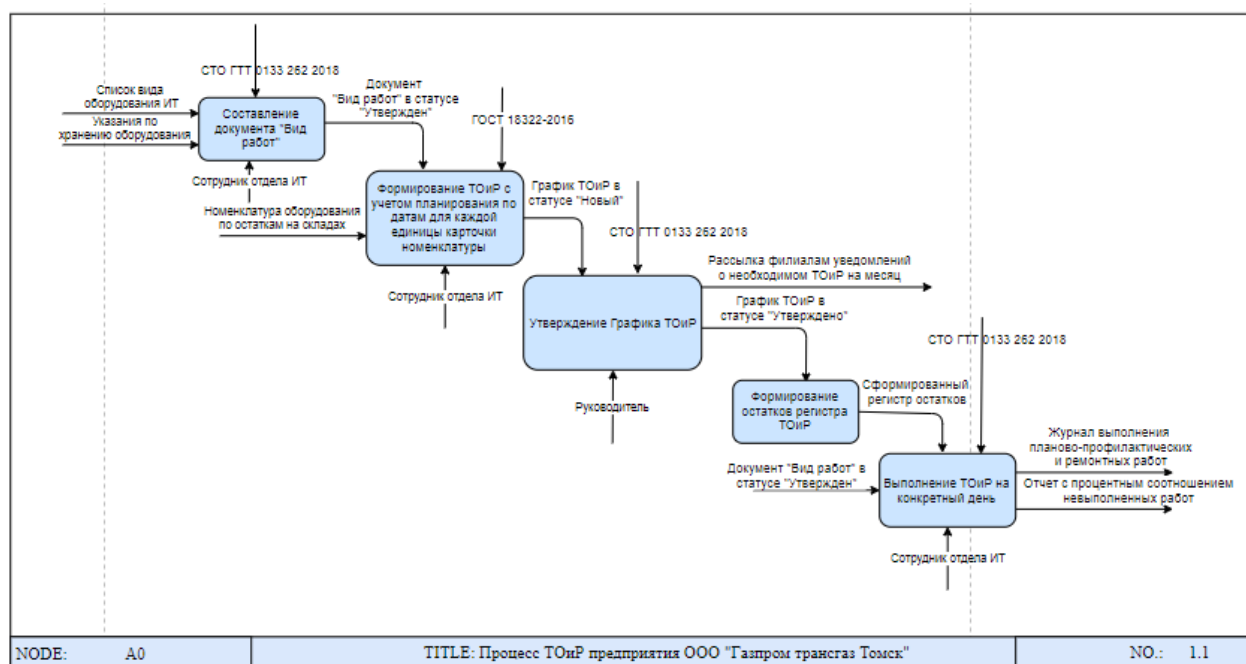 СТО ГТТ 0133 262 2018
Список вида
оборудования ИТ
Указания по
хранению оборудования
Составление
документа "Вид
работ"
Документ
"Вид работ" в статусе
"Утвержден"
ГОСТ 18322-2016
Сотрудник отдела ИТ
Номенклатура оборудования
по остаткам на складах
Формирование ТОиР с
учетом планирования по
датам для каждой
единицы карточки
номенклатуры
График ТОиР в
статусе "Новый"
СТО ГТТ 0133 262 2018
Сотрудник отдела ИТ
Рассылка филиалам уведомлений
о необходимом ТОиР на месяц
Утверждение Графика ТОиР
График ТОиР в
статусе "Утверждено"
СТО ГТТ 0133 262 2018
Руководитель
Формирование
остатков регистра
ТОиР
Сформированный
регистр остатков
Документ "Вид работ" в
статусе "Утвержден"
Выполнение ТОиР на
конкретный день
Журнал выполнения
планово-профилактических
и ремонтных работ
Отчет с процентным соотношением
невыполненных работ
Сотрудник отдела ИТ
NODE: A0
TITLE: Процесс ТОиР предприятия ООО "Газпром трансгаз Томск"
NO.: 1.1